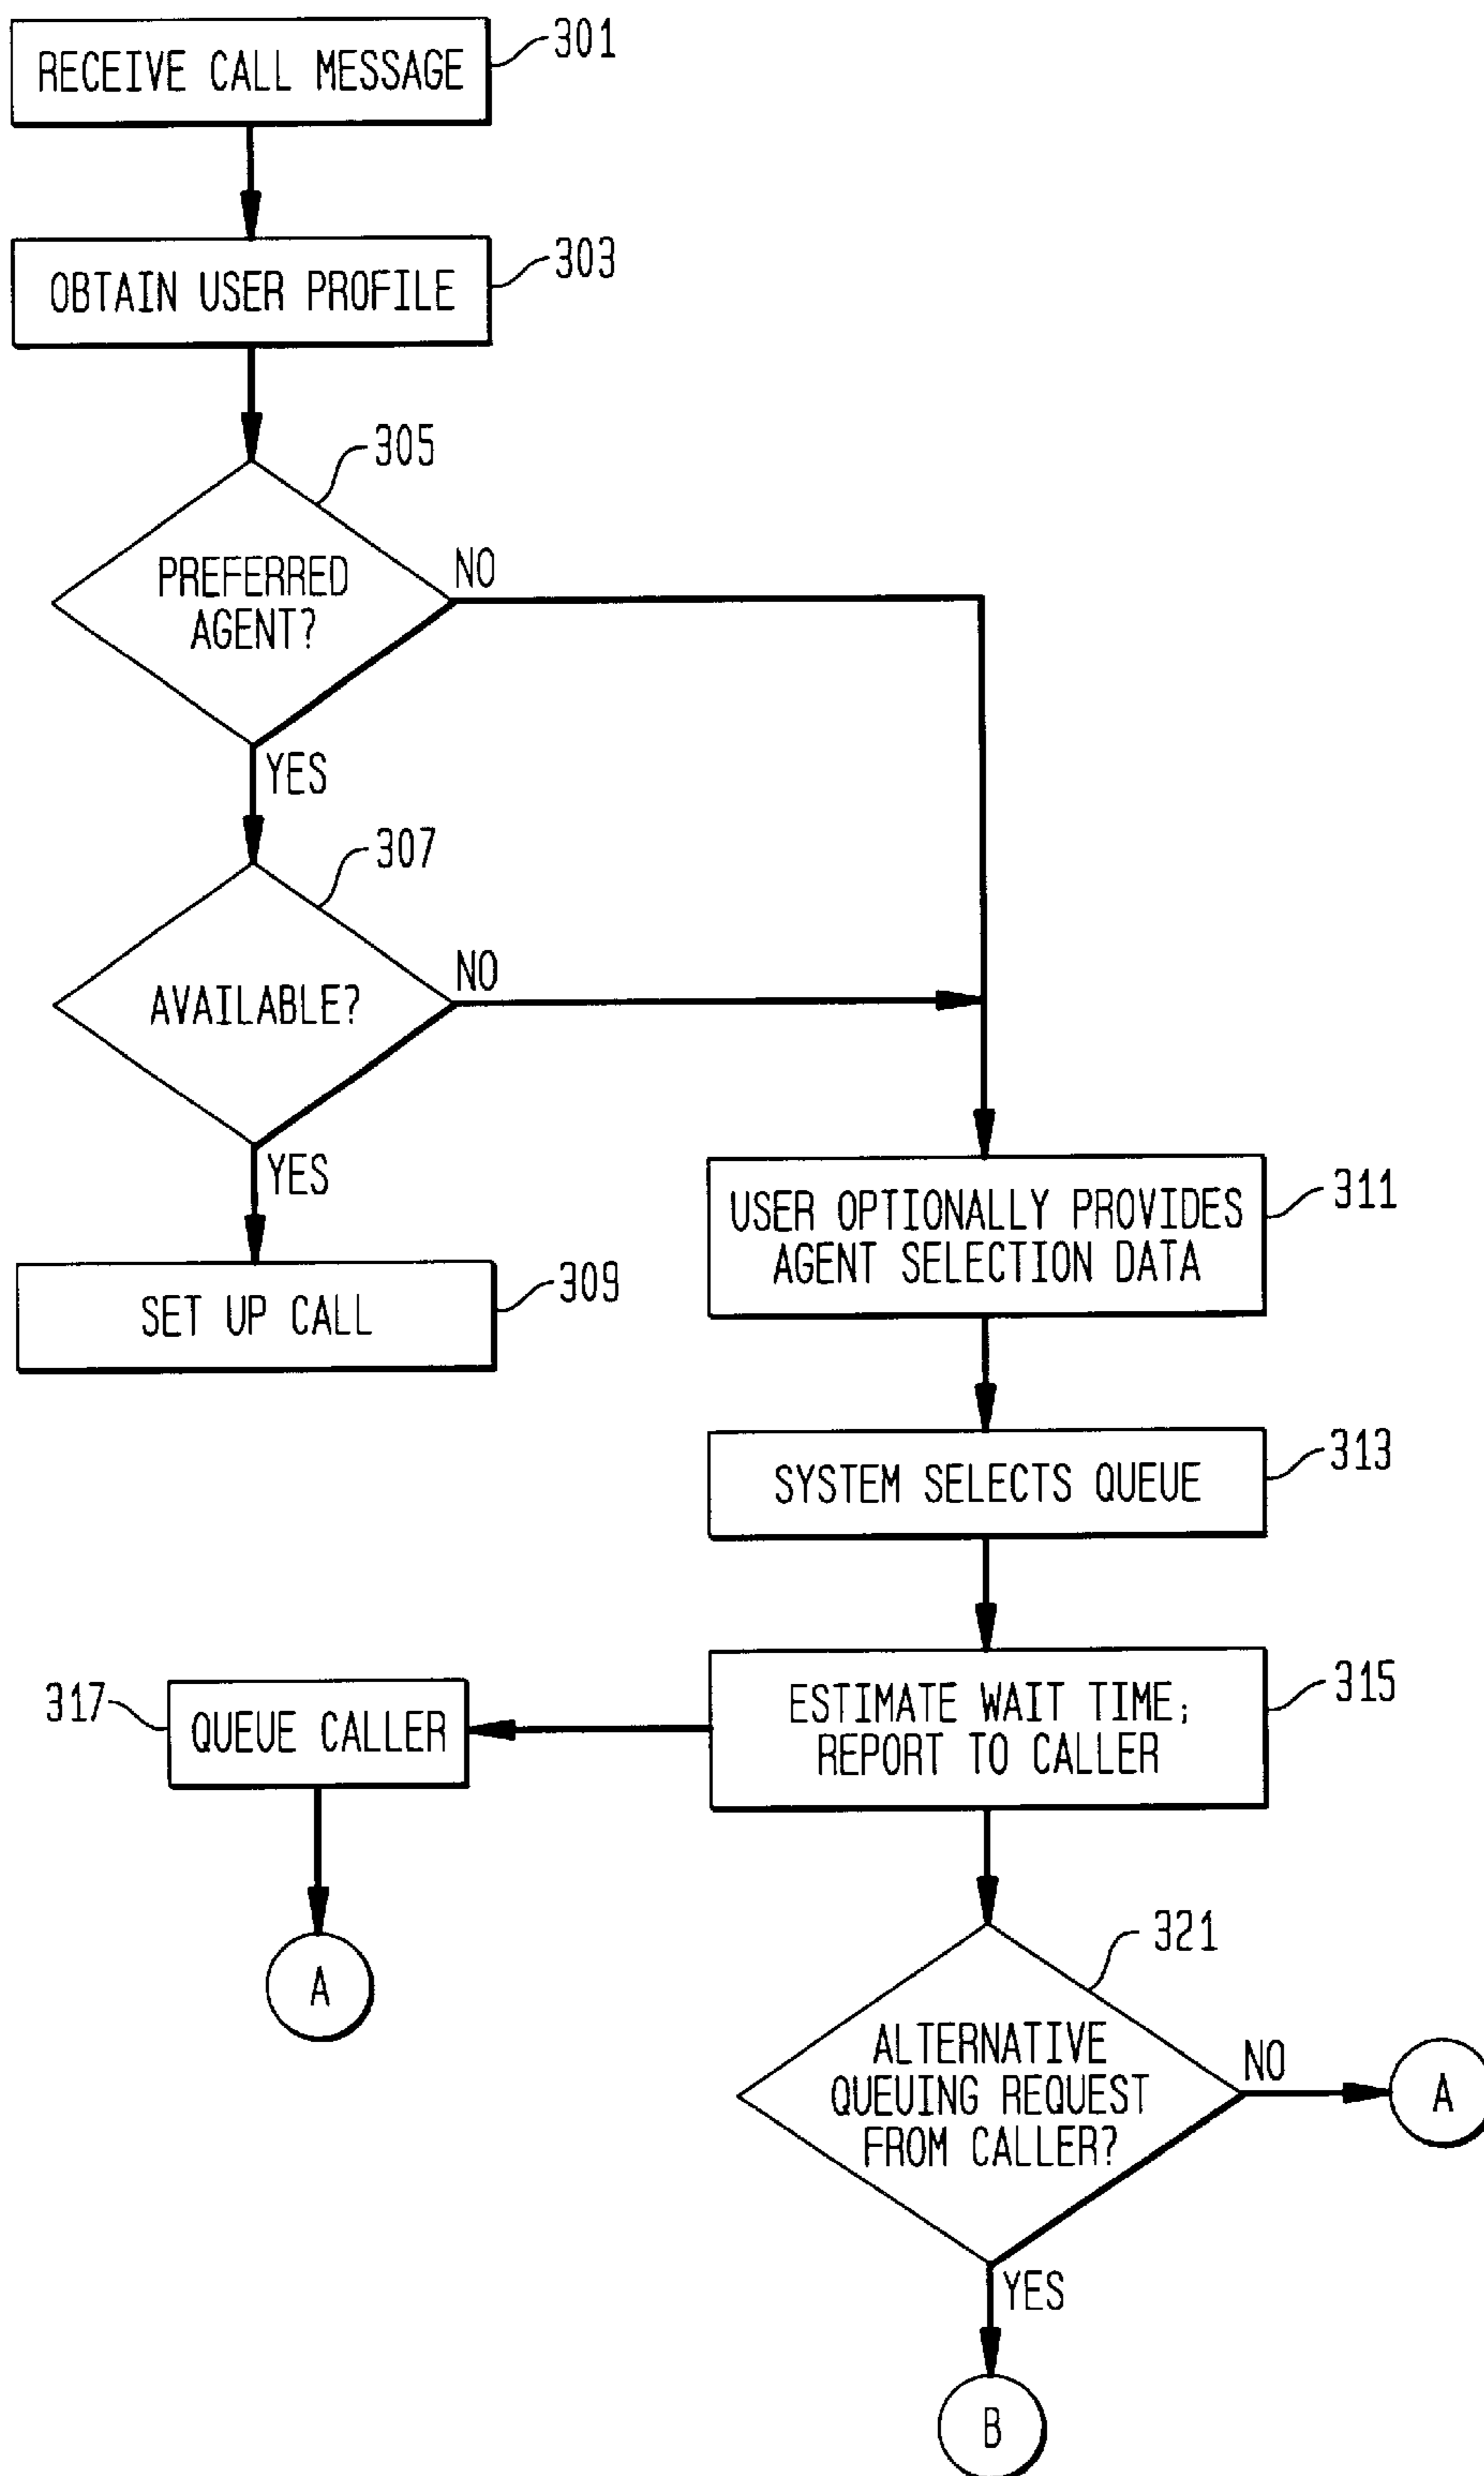 RECEIVE CALL MESSAGE
301
OBTAIN USER PROFILE
303
305
PREFERRED
AGENT?
NO
YES
307
AVAILABLE?
NO
YES
SET UP CALL
309
USER OPTIONALLY PROVIDES
AGENT SELECTION DATA
311
SYSTEM SELECTS QUEUE
313
ESTIMATE WAIT TIME;
REPORT TO CALLER
315
317
QUEUE CALLER
A
321
ALTERNATIVE
QUEUING REQUEST
FROM CALLER?
NO
A
YES
B